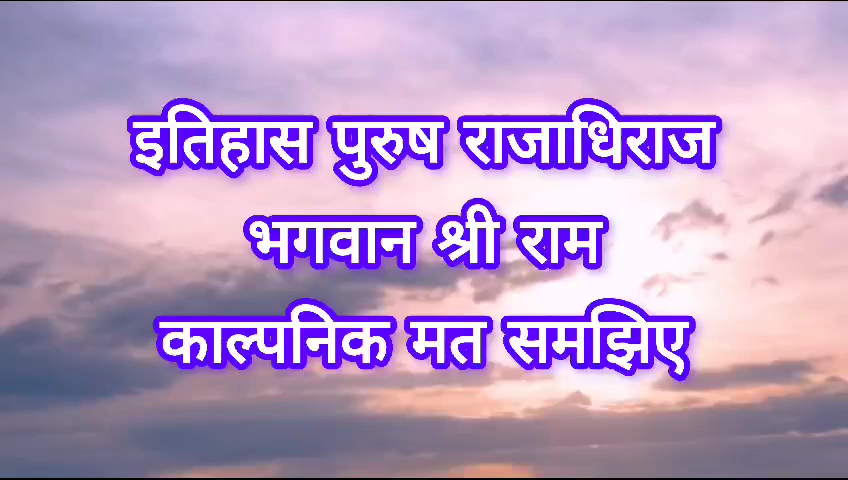 इतिहास पुरुष राजाधिराज
भगवान श्री राम
काल्पनिक मत समझिए